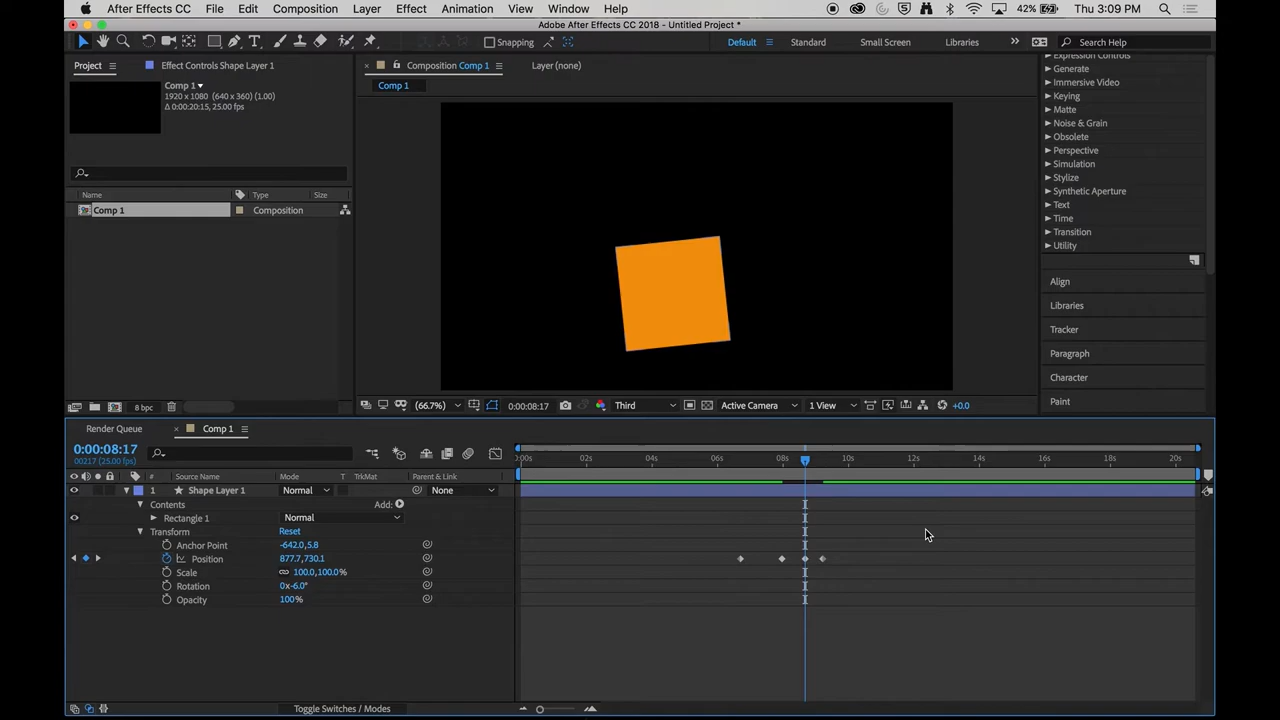 After Effects CC File Edit Composition Layer Effect Animation View Window Help 42% Thu 3:09 PM
Adobe After Effects CC 2018 - Untitled Project *
Snapping Default Standard Small Screen Libraries Search Help
Project Effect Controls Shape Layer 1 Composition Comp 1 Layer (none)
Comp 1
1920 x 1080 (640 x 360) (1.00)
Δ 0:00:20:15, 25.00 fps
Comp 1
Expression Controls
Generate
Immersive Video
Keying
Matte
Noise & Grain
Obsolete
Perspective
Simulation
Stylize
Synthetic Aperture
Text
Time
Transition
Utility
Name Type Size
Comp 1 Composition
Align
Libraries
Tracker
Paragraph
Character
Paint
8 bpc (66.7%) 0:00:08:17 Third Active Camera 1 View +0.0
Render Queue Comp 1
0:00:08:17
00217 (25.00 fps)
:00s 02s 04s 06s 08s 10s 12s 14s 16s 18s 20s
# Source Name Mode T TrkMat Parent & Link
1 Shape Layer 1 Normal None
Contents Add:
Rectangle 1 Normal
Transform Reset
Anchor Point -642.0,5.8
Position 877.7,730.1
Scale 100.0,100.0%
Rotation 0x-6.0°
Opacity 100%
Toggle Switches / Modes